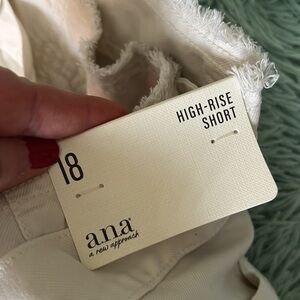 HIGH-RISE
SHORT
18
a.n.a®
a new approach